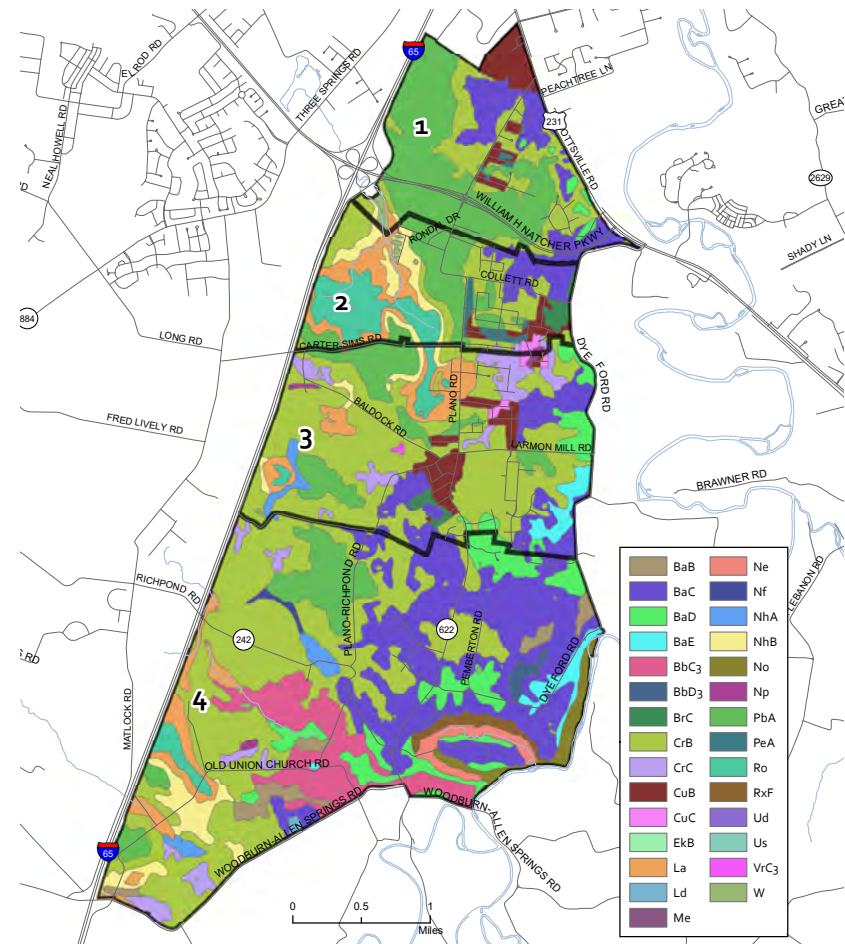 ELROD RD
NEAL HOWELL RD
THREE SPRINGS RD
65
PEACHTREE LN
231
OTTSVILLE RD
GREA
2629
1
WILLIAM H NATCHER PKWY
SHADY LN
RONDA DR
COLLETT RD
884
2
LONG RD
CARTER-SIMS RD
DYE FORD RD
PLANO RD
BALDOCK RD
FRED LIVELY RD
3
LARMON MILL RD
BRAWNER RD
RICHPOND RD
PLANO-RICHPOND RD
LEBANON RD
242
622
PEMBERTON RD
DYE FORD RD
S RD
MATLOCK RD
4
OLD UNION CHURCH RD
WOODBURN-ALLEN SPRINGS RD
WOODBURN-ALLEN SPRINGS RD
65
0 0.5 1
Miles
BaB
BaC
BaD
BaE
BbC3
BbD3
BrC
CrB
CrC
CuB
CuC
EkB
La
Ld
Me
Ne
Nf
NhA
NhB
No
Np
PbA
PeA
Ro
RxF
Ud
Us
VrC3
W